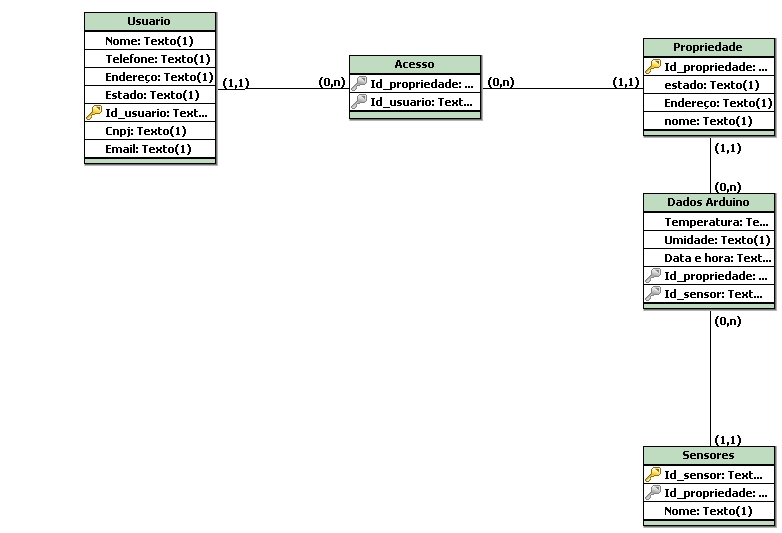 Usuario
Nome: Texto(1)
Telefone: Texto(1)
Endereço: Texto(1)
Estado: Texto(1)
Id_usuario: Text...
Cnpj: Texto(1)
Email: Texto(1)
(1,1)
(0,n)
Acesso
Id_propriedade: ...
Id_usuario: Text...
(0,n)
(1,1)
Propriedade
Id_propriedade: ...
estado: Texto(1)
Endereço: Texto(1)
nome: Texto(1)
(1,1)
(0,n)
Dados Arduino
Temperatura: Te...
Umidade: Texto(1)
Data e hora: Text...
Id_propriedade: ...
Id_sensor: Text...
(0,n)
(1,1)
Sensores
Id_sensor: Text...
Id_propriedade: ...
Nome: Texto(1)